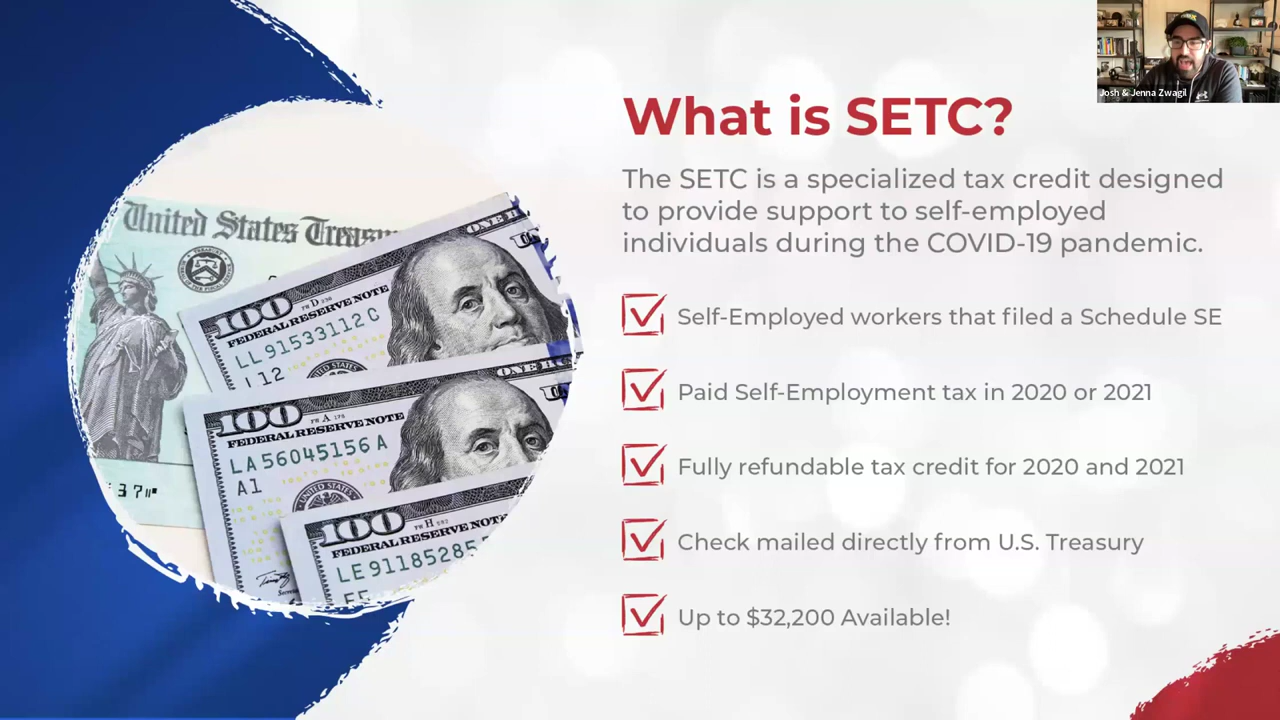 Josh & Jenna Zwagil
What is SETC?
The SETC is a specialized tax credit designed
to provide support to self-employed
individuals during the COVID-19 pandemic.
Self-Employed workers that filed a Schedule SE
Paid Self-Employment tax in 2020 or 2021
Fully refundable tax credit for 2020 and 2021
Check mailed directly from U.S. Treasury
Up to $32,200 Available!
United States
100
FEDERAL RESERVE NOTE
LL 91533112 C
L12
100
FEDERAL RESERVE NOTE
LA 56045156 A
A1
100
FEDERAL RESERVE NOTE